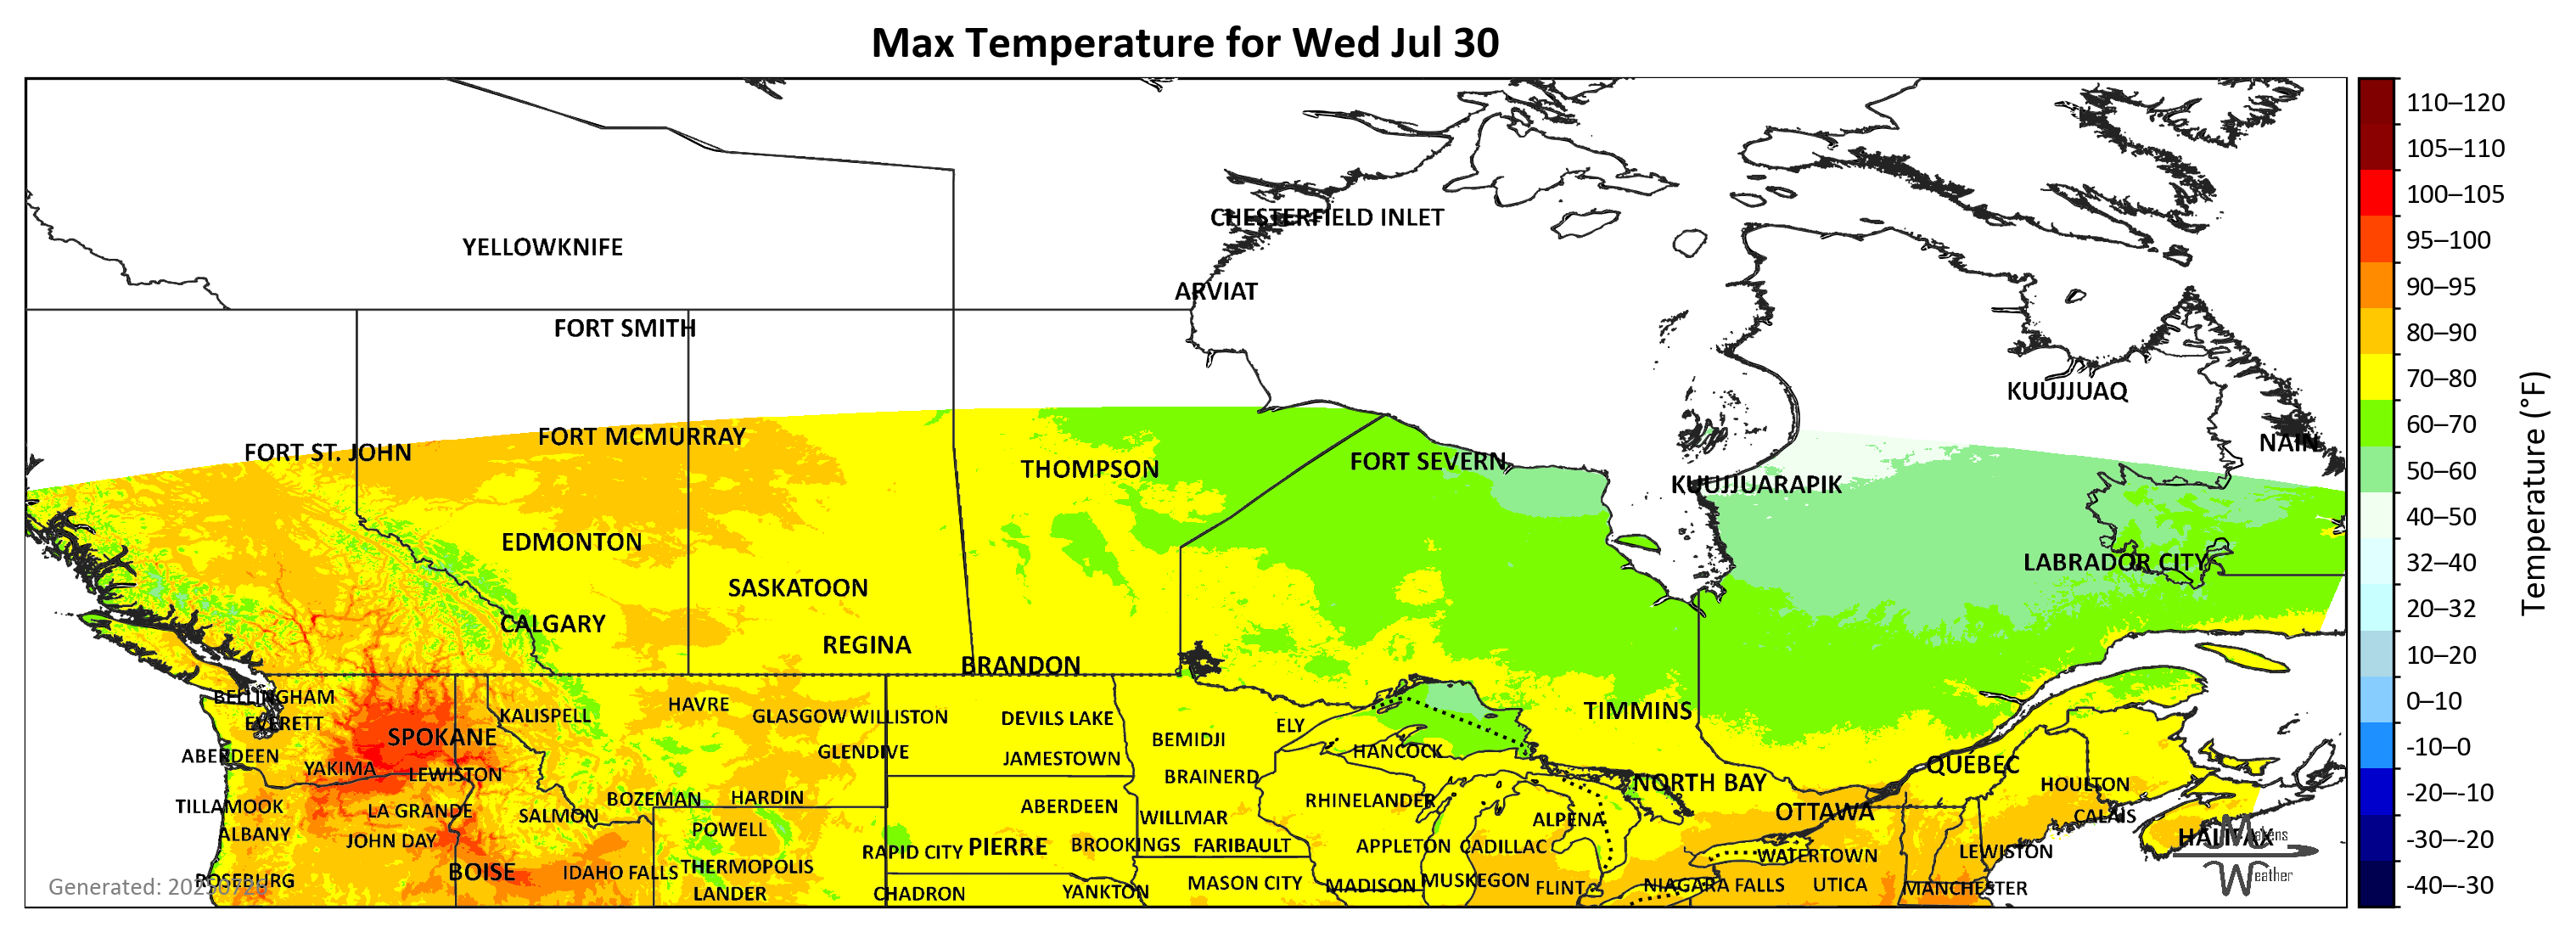 Max Temperature for Wed Jul 30
110–120
105–110
CHESTERFIELD INLET
100–105
YELLOWKNIFE
95–100
ARVIAT
90–95
FORT SMITH
80–90
KUUJJUAQ
70–80
FORT ST. JOHN
FORT MCMURRAY
NAIN
60–70
THOMPSON
FORT SEVERN
KUUJJUARAPIK
50–60
EDMONTON
40–50
LABRADOR CITY
32–40
SASKATOON
20–32
CALGARY
REGINA
BRANDON
10–20
BELLINGHAM
HAVRE
0–10
KALISPELL
GLASGOW
WILLISTON
DEVILS LAKE
TIMMINS
EVERETT
ELY
SPOKANE
BEMIDJI
-10–0
ABERDEEN
GLENDIVE
JAMESTOWN
HANCOCK
YAKIMA
LEWISTON
BRAINERD
NORTH BAY
QUÉBEC
HOULTON
-20–-10
TILLAMOOK
LA GRANDE
SALMON
BOZEMAN
HARDIN
ABERDEEN
WILLMAR
RHINELANDER
ALPENA
OTTAWA
CALAIS
ALBANY
JOHN DAY
POWELL
RAPID CITY
PIERRE
BROOKINGS
FARIBAULT
APPLETON
CADILLAC
WATERTOWN
LEWISTON
HALIFAX
-30–-20
BOISE
IDAHO FALLS
THERMOPOLIS
ROSEBURG
LANDER
CHADRON
YANKTON
MASON CITY
MADISON
MUSKEGON
FLINT
NIAGARA FALLS
UTICA
MANCHESTER
Weather
-40–-30
Generated:
Temperature (°F)